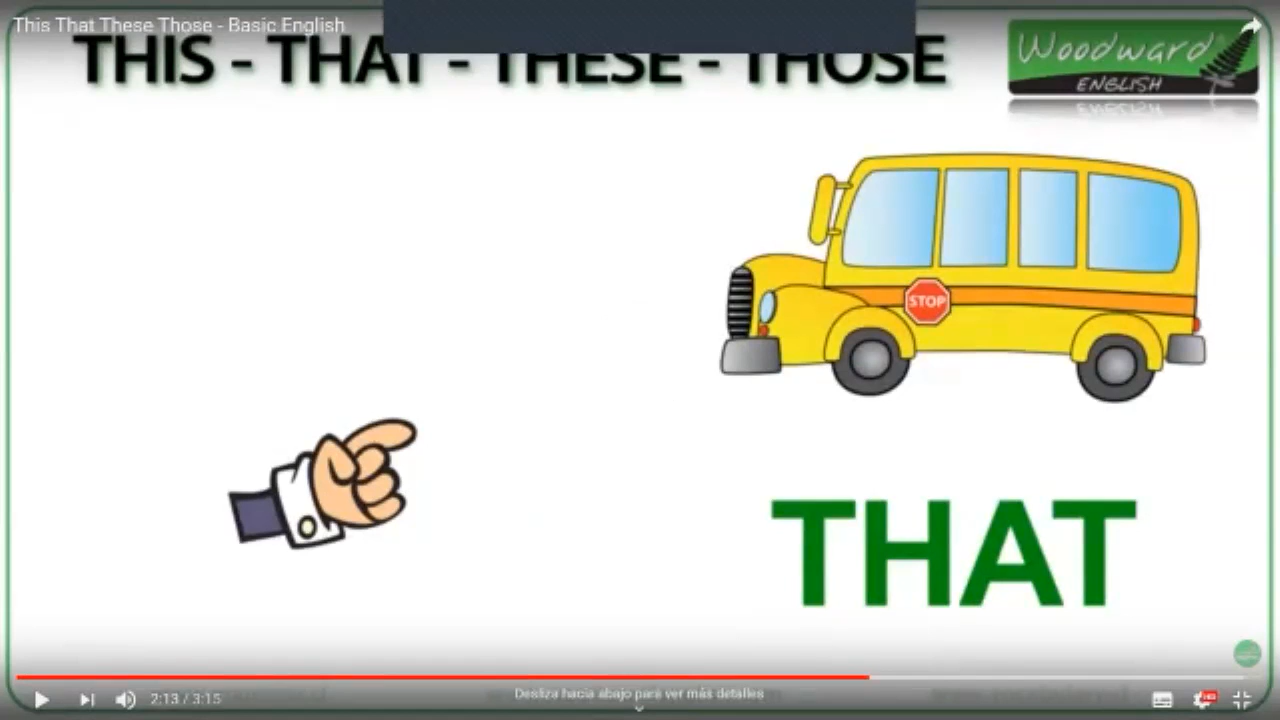 This That These Those - Basic English
THIS - THAT - THESE - THOSE
Woodward®
ENGLISH
STOP
THAT
2:13 / 3:15
Desliza hacia abajo para ver más detalles
HD